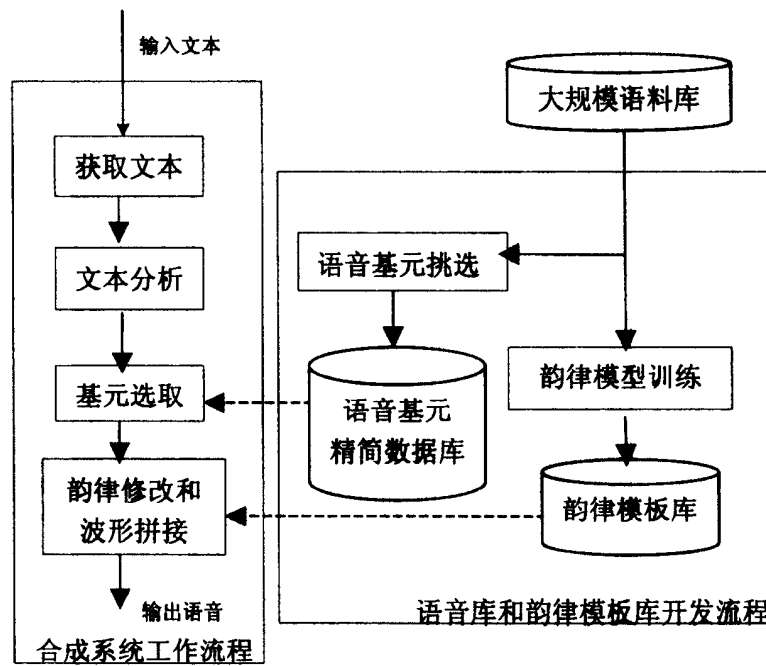 输入文本
获取文本
文本分析
基元选取
韵律修改和
波形拼接
输出语音
合成系统工作流程
大规模语料库
语音基元挑选
语音基元
精简数据库
韵律模型训练
韵律模板库
语音库和韵律模板库开发流程